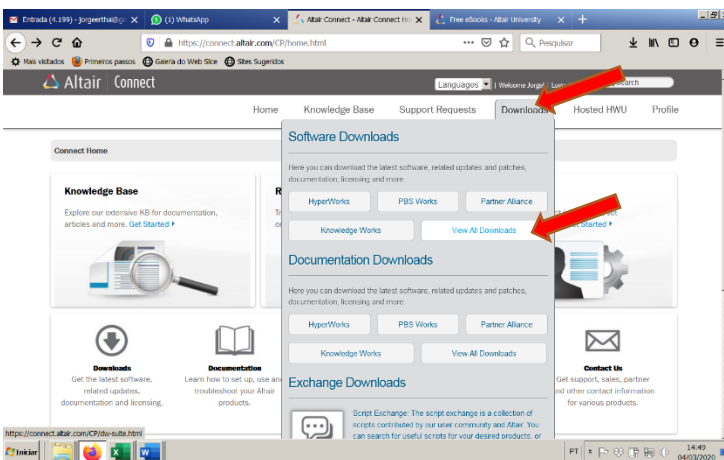 Entrada (4.199) - jorgeerthal@g
(1) WhatsApp
Altair Connect - Altair Connect Ho
Free eBooks - Altair University
https://connect.altair.com/CP/home.html
Pesquisar
Mais visitados
Primeiros passos
Galeria do Web Slice
Sites Sugeridos
Altair | Connect
Languages
Welcome Jorge!
Home
Knowledge Base
Support Requests
Downloads
Hosted HWU
Profile
Connect Home
Software Downloads
Here you can download the latest software, related updates and patches,
documentation, licensing and more.
HyperWorks
PBS Works
Partner Alliance
Knowledge Works
View All Downloads
Documentation Downloads
Here you can download the latest software, related updates and patches,
documentation, licensing and more.
HyperWorks
PBS Works
Partner Alliance
Knowledge Works
View All Downloads
Exchange Downloads
Script Exchange: The script exchange is a collection of
scripts contributed by our user community and Altair. You
can search for useful scripts for your desired products, or
Knowledge Base
Explore our extensive KB for documentation,
articles and more. Get Started
Started
Downloads
Get the latest software,
related updates,
documentation and licensing.
Documentation
Learn how to set up, use and
troubleshoot your Altair
products.
Contact Us
Get support, sales, partner
and other contact information
for various products.
https://connect.altair.com/CP/dw-suite.html
Iniciar
PT
14:49
04/03/2020